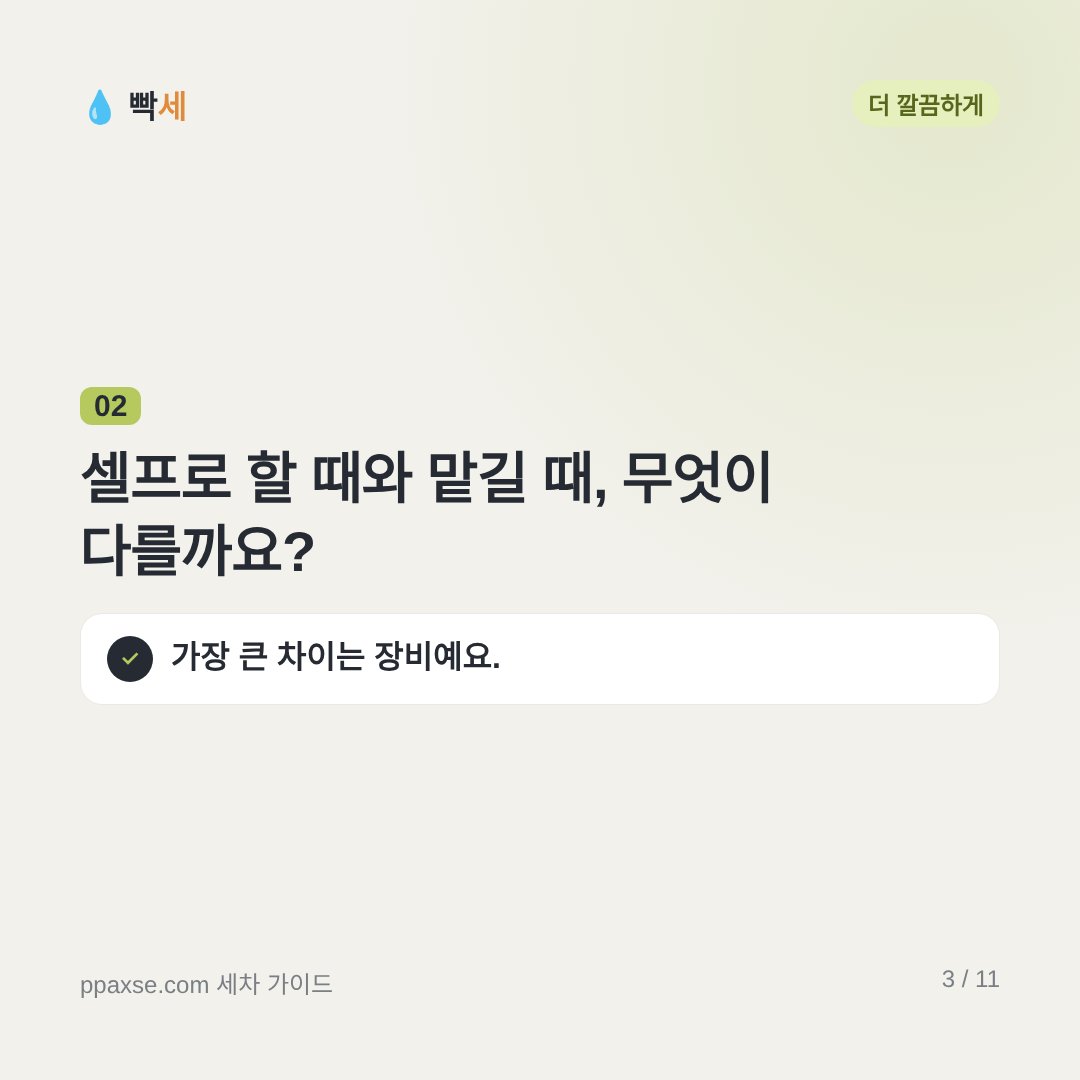 빡세
더 깔끔하게
02
셀프로 할 때와 맡길 때, 무엇이
다를까요?
가장 큰 차이는 장비예요.
ppaxse.com 세차 가이드
3 / 11